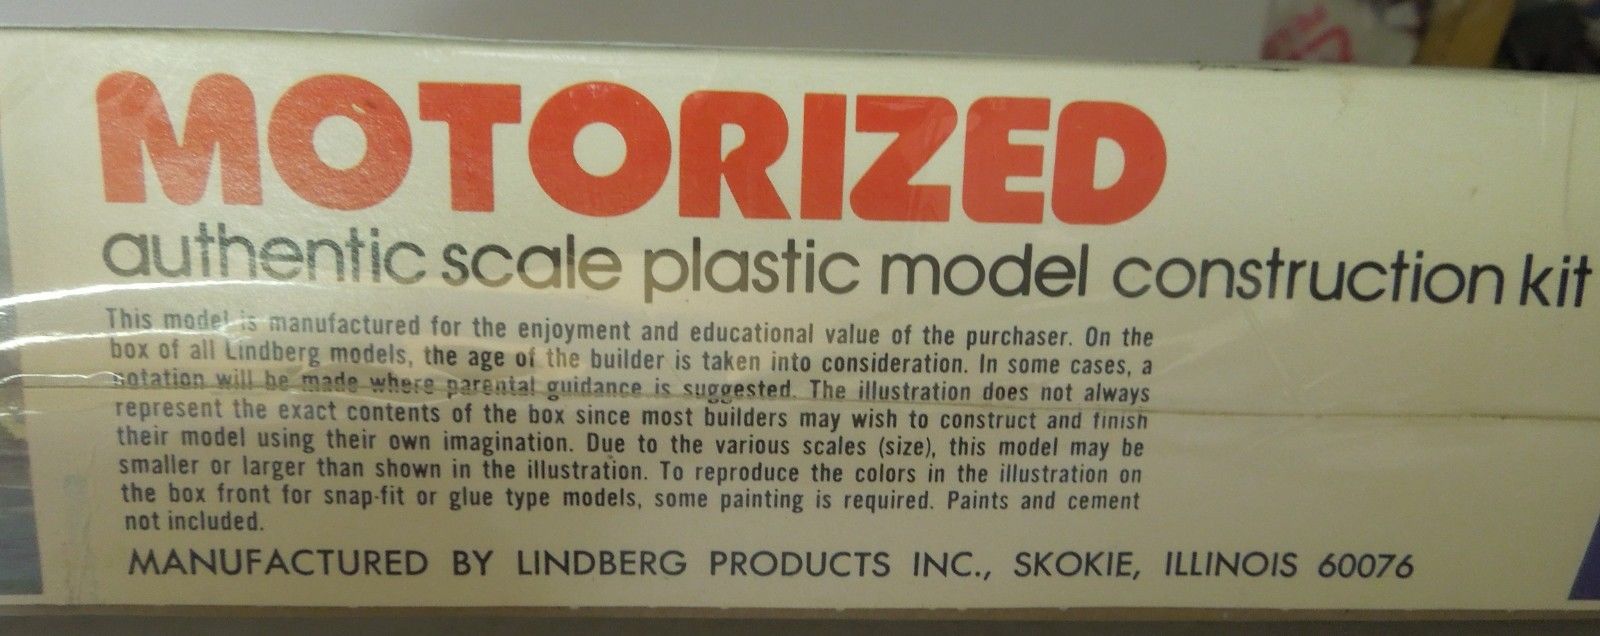 MOTORIZED
authentic scale plastic model construction kit
This model is manufactured for the enjoyment and educational value of the purchaser. On the
box of all Lindberg models, the age of the builder is taken into consideration. In some cases, a
notation will be made where parental guidance is suggested. The illustration does not always
represent the exact contents of the box since most builders may wish to construct and finish
their model using their own imagination. Due to the various scales (size), this model may be
smaller or larger than shown in the illustration. To reproduce the colors in the illustration on
the box front for snap-fit or glue type models, some painting is required. Paints and cement
not included.
MANUFACTURED BY LINDBERG PRODUCTS INC., SKOKIE, ILLINOIS 60076